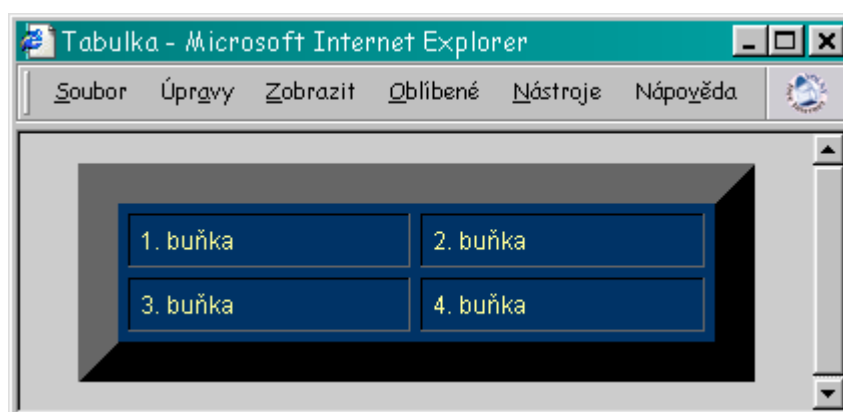 Tabulka - Microsoft Internet Explorer
Soubor Úpravy Zobrazit Oblíbené Nástroje Nápověda
1. buňka 2. buňka
3. buňka 4. buňka